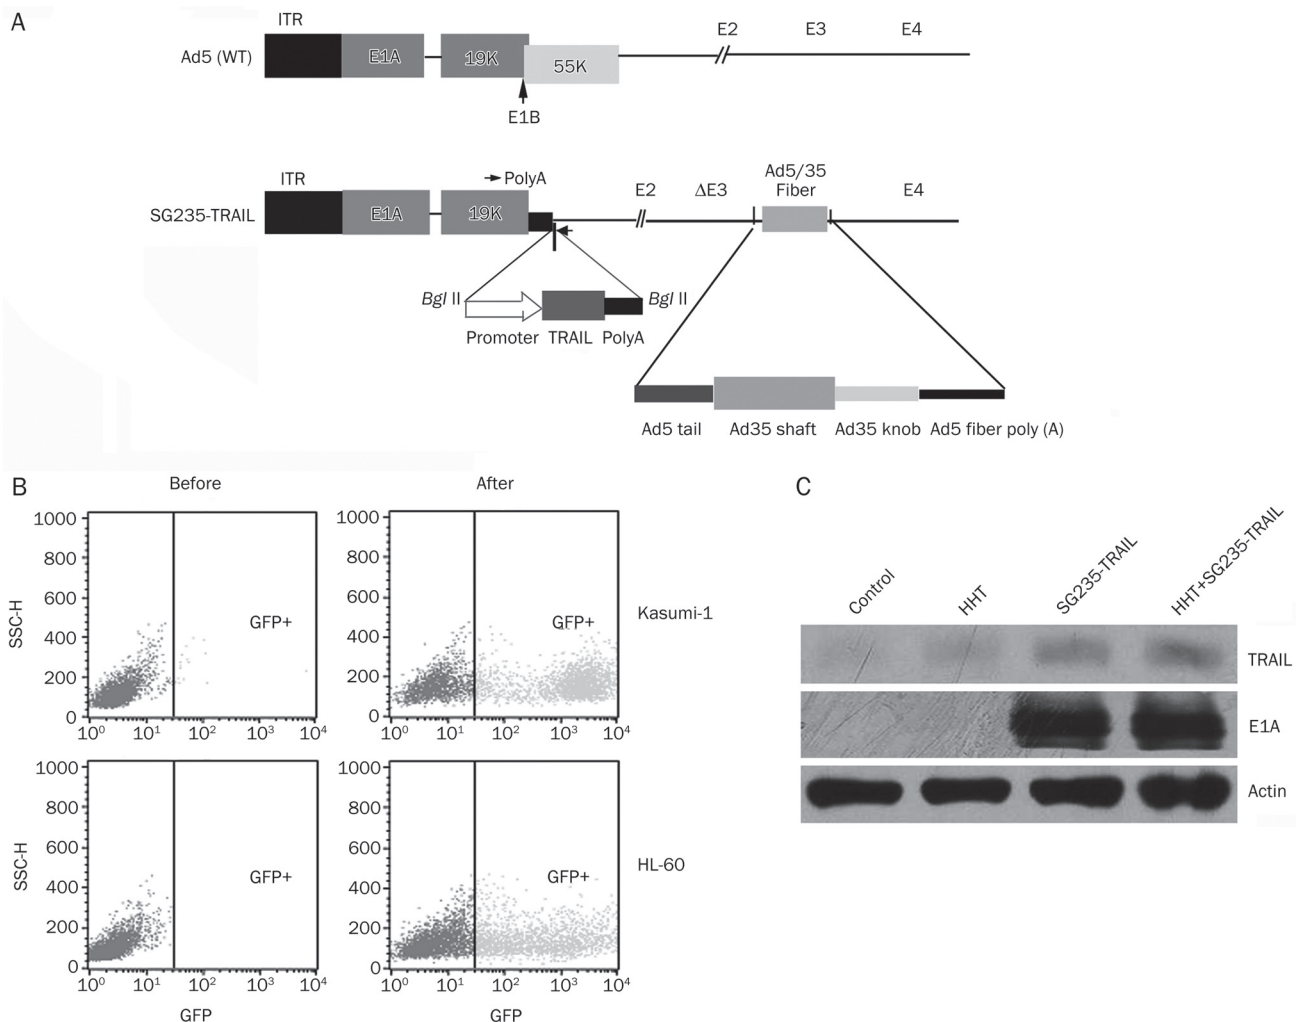 A
ITR
E2 E3 E4
Ad5 (WT) E1A 19K 55K
E1B
ITR PolyA E2 ΔE3 Ad5/35
Fiber E4
SG235-TRAIL E1A 19K
Bgl II Bgl II
Promoter TRAIL PolyA
Ad5 tail Ad35 shaft Ad35 knob Ad5 fiber poly (A)
B
Before After
SSC-H
1000
800
600
400
200
0
GFP+
10⁰ 10¹ 10² 10³ 10⁴
1000
800
600
400
200
0
GFP+
10⁰ 10¹ 10² 10³ 10⁴
Kasumi-1
SSC-H
1000
800
600
400
200
0
GFP+
10⁰ 10¹ 10² 10³ 10⁴
GFP
1000
800
600
400
200
0
GFP+
10⁰ 10¹ 10² 10³ 10⁴
GFP
HL-60
C
Control
HHT
SG235-TRAIL
HHT+SG235-TRAIL
TRAIL
E1A
Actin